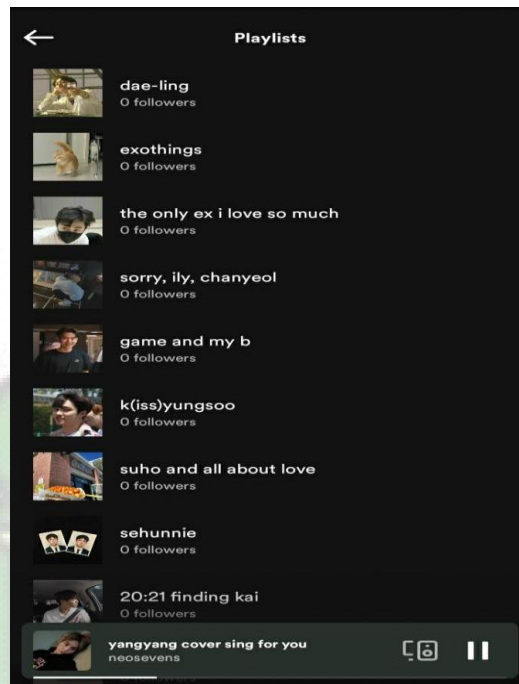 Playlists
dae-ling
0 followers
exothings
0 followers
the only ex i love so much
0 followers
sorry, ily, chanyeol
0 followers
game and my b
0 followers
k(iss)yungsoo
0 followers
suho and all about love
0 followers
sehunnie
0 followers
20:21 finding kai
0 followers
yangyang cover sing for you
neosevens